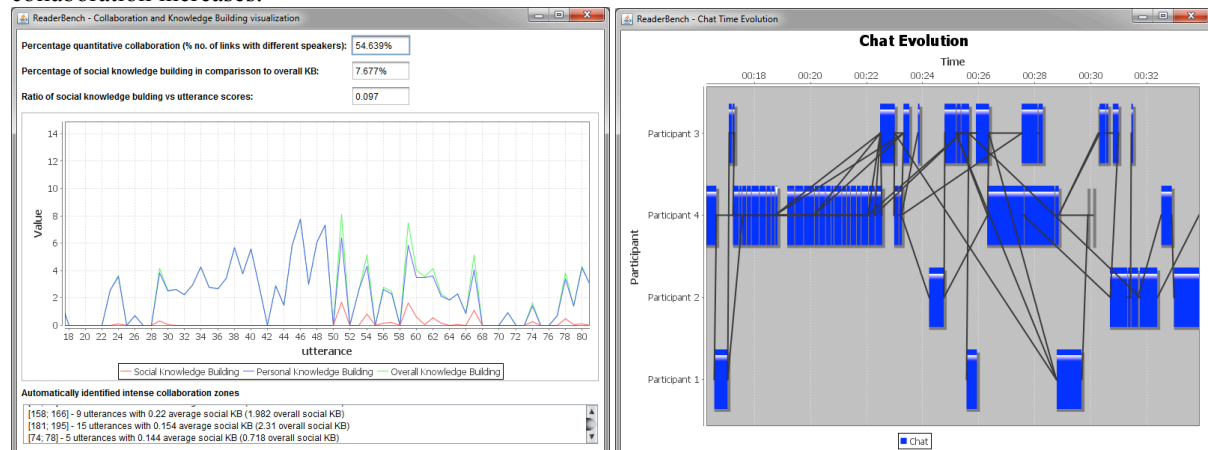 collaboration increases.
ReaderBench - Collaboration and Knowledge Building visualization
Percentage quantitative collaboration (% no. of links with different speakers): 54.639%
Percentage of social knowledge building in comparisson to overall KB: 7.677%
Ratio of social knowledge bulding vs utterance scores: 0.097
14
12
10
8
6
4
2
0
Value
18 20 22 24 26 28 30 32 34 36 38 40 42 44 46 48 50 52 54 56 58 60 62 64 66 68 70 72 74 76 78 80
utterance
Social Knowledge Building Personal Knowledge Building Overall Knowledge Building
Automatically identified intense collaboration zones
[158; 166] - 9 utterances with 0.22 average social KB (1.982 overall social KB)
[181; 195] - 15 utterances with 0.154 average social KB (2.31 overall social KB)
[74; 78] - 5 utterances with 0.144 average social KB (0.718 overall social KB)
ReaderBench - Chat Time Evolution
Chat Evolution
Time
00:18 00:20 00:22 00:24 00:26 00:28 00:30 00:32
Participant 3
Participant 4
Participant 2
Participant 1
participant
Chat